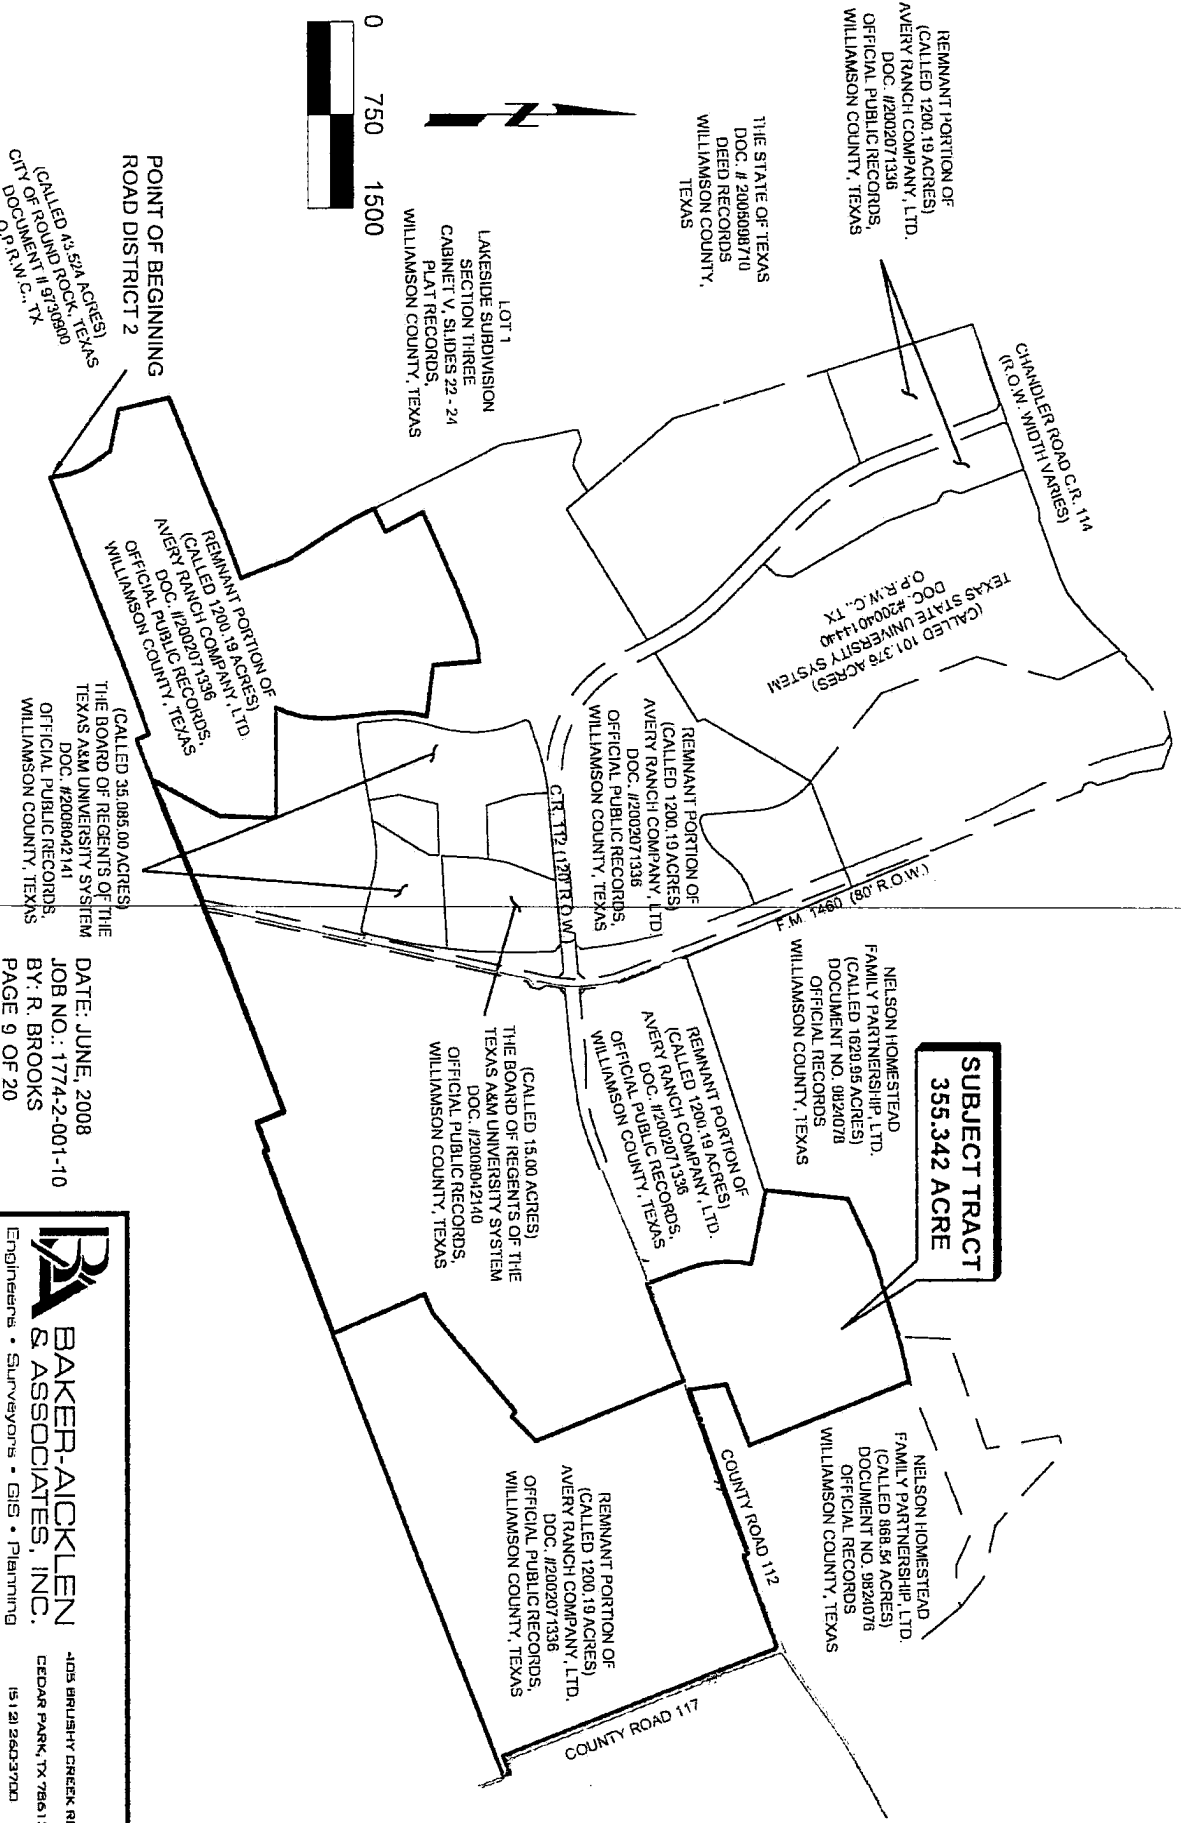 REMNANT PORTION OF
(CALLED 1200.19 ACRES)
AVERY RANCH COMPANY, LTD.
DOC. #2002071336
OFFICIAL PUBLIC RECORDS,
WILLIAMSON COUNTY, TEXAS
CHANDLER ROAD C.R. 114
(R.O.W. WIDTH VARIES)
THE STATE OF TEXAS
DOC. # 2005098710
DEED RECORDS
WILLIAMSON COUNTY,
TEXAS
0 750 1500
N
LOT 1
LAKESIDE SUBDIVISION
SECTION THREE
CABINET V, SLIDES 22 - 24
PLAT RECORDS,
WILLIAMSON COUNTY, TEXAS
POINT OF BEGINNING
ROAD DISTRICT 2
(CALLED 43.524 ACRES)
CITY OF ROUND ROCK, TEXAS
DOCUMENT # 9730900
O.P.R.W.C., TX
(CALLED 101.376 ACRES)
TEXAS STATE UNIVERSITY SYSTEM
DOC. #2004014440
O.P.R.W.C., TX
REMNANT PORTION OF
(CALLED 1200.19 ACRES)
AVERY RANCH COMPANY, LTD.
DOC. #2002071336
OFFICIAL PUBLIC RECORDS,
WILLIAMSON COUNTY, TEXAS
REMNANT PORTION OF
(CALLED 1200.19 ACRES)
AVERY RANCH COMPANY, LTD.
DOC. #2002071336
OFFICIAL PUBLIC RECORDS,
WILLIAMSON COUNTY, TEXAS
C.R. 112 (120' R.O.W.)
F.M. 1460 (80' R.O.W.)
(CALLED 35.085.00 ACRES)
THE BOARD OF REGENTS OF THE
TEXAS A&M UNIVERSITY SYSTEM
DOC. #2008042141
OFFICIAL PUBLIC RECORDS,
WILLIAMSON COUNTY, TEXAS
NELSON HOMESTEAD
FAMILY PARTNERSHIP, LTD.
(CALLED 1629.95 ACRES)
DOCUMENT NO. 9824078
OFFICIAL RECORDS
WILLIAMSON COUNTY, TEXAS
SUBJECT TRACT
355.342 ACRE
REMNANT PORTION OF
(CALLED 1200.19 ACRES)
AVERY RANCH COMPANY, LTD.
DOC. #2002071336
OFFICIAL PUBLIC RECORDS,
WILLIAMSON COUNTY, TEXAS
(CALLED 15.00 ACRES)
THE BOARD OF REGENTS OF THE
TEXAS A&M UNIVERSITY SYSTEM
DOC. #2008042140
OFFICIAL PUBLIC RECORDS,
WILLIAMSON COUNTY, TEXAS
NELSON HOMESTEAD
FAMILY PARTNERSHIP, LTD.
(CALLED 868.54 ACRES)
DOCUMENT NO. 9824076
OFFICIAL RECORDS
WILLIAMSON COUNTY, TEXAS
COUNTY ROAD 112
REMNANT PORTION OF
(CALLED 1200.19 ACRES)
AVERY RANCH COMPANY, LTD.
DOC. #2002071336
OFFICIAL PUBLIC RECORDS,
WILLIAMSON COUNTY, TEXAS
COUNTY ROAD 117
DATE: JUNE, 2008
JOB NO.: 1774-2-001-10
BY: R. BROOKS
PAGE 9 OF 20
BA
BAKER-AICKLEN
& ASSOCIATES, INC.
Engineers • Surveyors • GIS • Planning
405 BRUSHY CREEK
CEDAR PARK, TX
(512) 260-3700